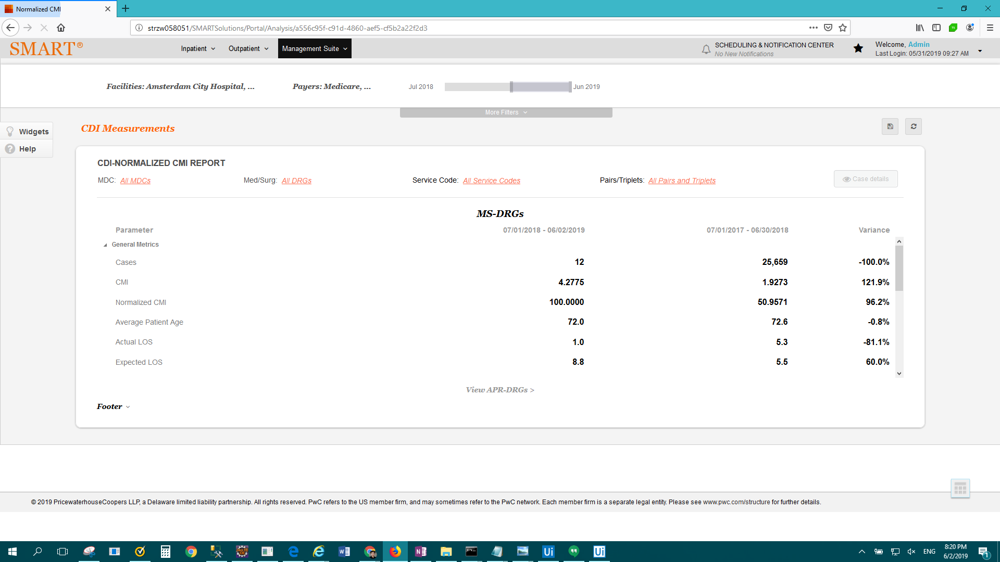 Normalized CMI
strzw058051/SMARTSolutions/Portal/Analysis/a556c95f-c91d-4860-aef5-cf5b2a22f2d3
SMART®
Inpatient
Outpatient
Management Suite
SCHEDULING & NOTIFICATION CENTER
No New Notifications
Welcome, Admin
Last Login: 05/31/2019 09:27 AM
Facilities: Amsterdam City Hospital, ...
Payers: Medicare, ...
Jul 2018
Jun 2019
More Filters
Widgets
Help
CDI Measurements
CDI-NORMALIZED CMI REPORT
MDC: All MDCs
Med/Surg: All DRGs
Service Code: All Service Codes
Pairs/Triplets: All Pairs and Triplets
Case details
MS-DRGs
Parameter 07/01/2018 - 06/02/2019 07/01/2017 - 06/30/2018 Variance
General Metrics
Cases 12 25,659 -100.0%
CMI 4.2775 1.9273 121.9%
Normalized CMI 100.0000 50.9571 96.2%
Average Patient Age 72.0 72.6 -0.8%
Actual LOS 1.0 5.3 -81.1%
Expected LOS 8.8 5.5 60.0%
View APR-DRGs >
Footer
© 2019 PricewaterhouseCoopers LLP, a Delaware limited liability partnership. All rights reserved. PwC refers to the US member firm, and may sometimes refer to the PwC network. Each member firm is a separate legal entity. Please see www.pwc.com/structure for further details.
ENG
8:20 PM
6/2/2019
1